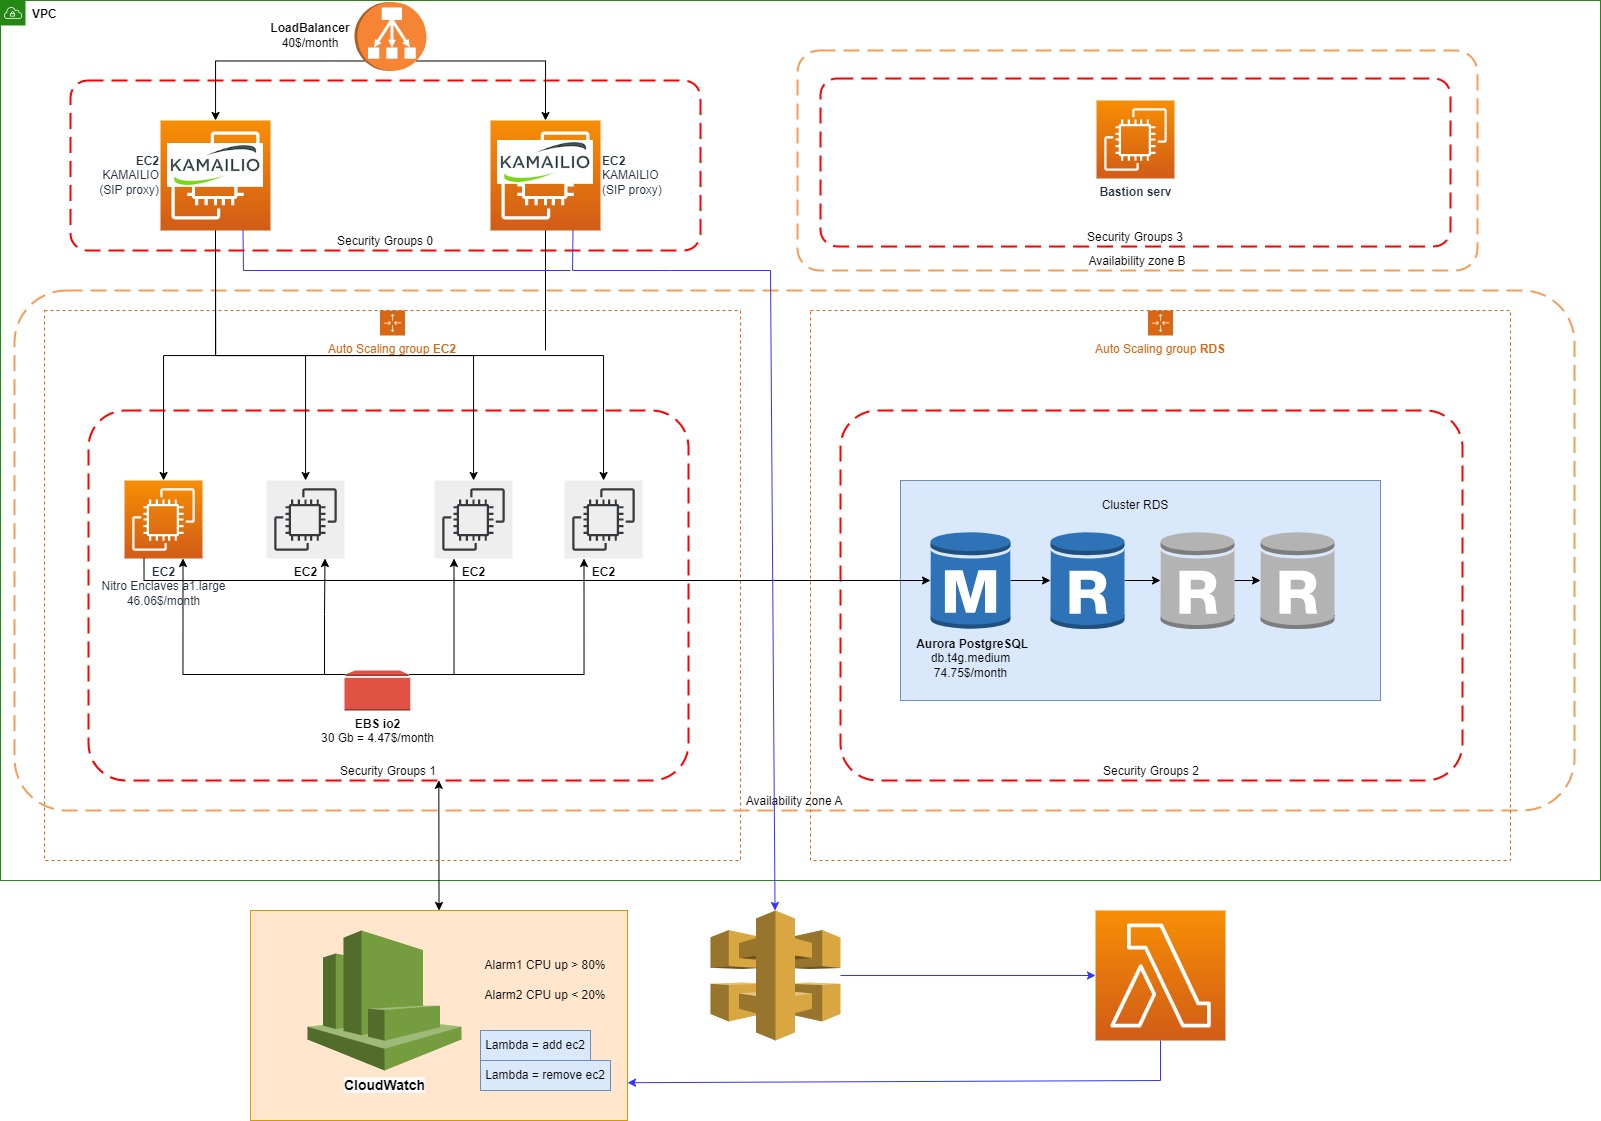 VPC
LoadBalancer
40$/month
EC2
KAMAILIO
(SIP proxy)
KAMAILIO
KAMAILIO
EC2
KAMAILIO
(SIP proxy)
Security Groups 0
Bastion serv
Security Groups 3
Availability zone B
Auto Scaling group EC2
Auto Scaling group RDS
EC2
Nitro Enclaves a1.large
46.06$/month
EC2
EC2
EC2
EBS io2
30 Gb = 4.47$/month
Security Groups 1
Cluster RDS
M
R
R
R
Aurora PostgreSQL
db.t4g.medium
74.75$/month
Security Groups 2
Availability zone A
Alarm1 CPU up > 80%
Alarm2 CPU up < 20%
Lambda = add ec2
Lambda = remove ec2
CloudWatch